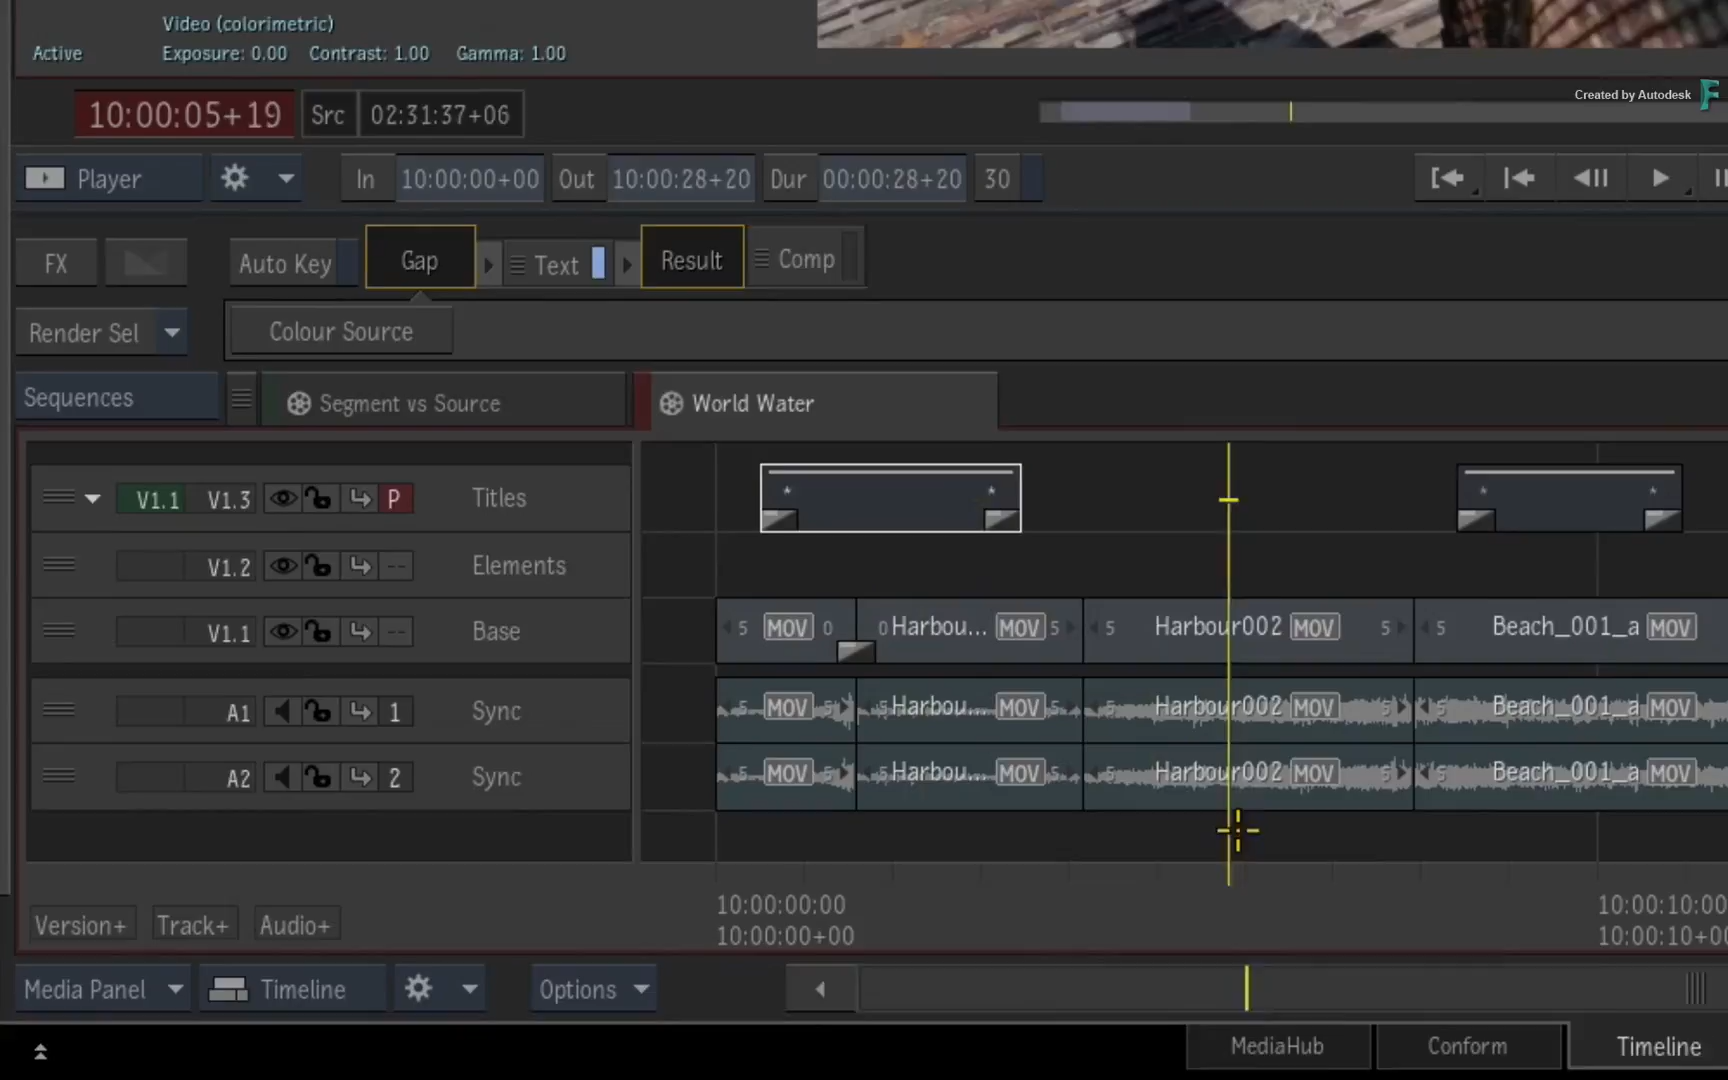 Video (colorimetric)
Active Exposure: 0.00 Contrast: 1.00 Gamma: 1.00
Created by Autodesk
10:00:05+19 Src 02:31:37+06
Player In 10:00:00+00 Out 10:00:28+20 Dur 00:00:28+20 30
FX Auto Key Gap Text Result Comp
Render Sel Colour Source
Sequences Segment vs Source World Water
V1.1 V1.3 P Titles
V1.2 -- Elements
V1.1 -- Base 5 MOV 0 0 Harbou... MOV 5 5 Harbour002 MOV 5 5 Beach_001_a MOV
A1 1 Sync 5 MOV 5 5 Harbou... MOV 5 5 Harbour002 MOV 5 5 Beach_001_a MOV
A2 2 Sync 5 MOV 5 5 Harbou... MOV 5 5 Harbour002 MOV 5 5 Beach_001_a MOV
10:00:00:00 10:00:10:00
Version+ Track+ Audio+ 10:00:00+00 10:00:10+0
Media Panel Timeline Options
MediaHub Conform Timeline